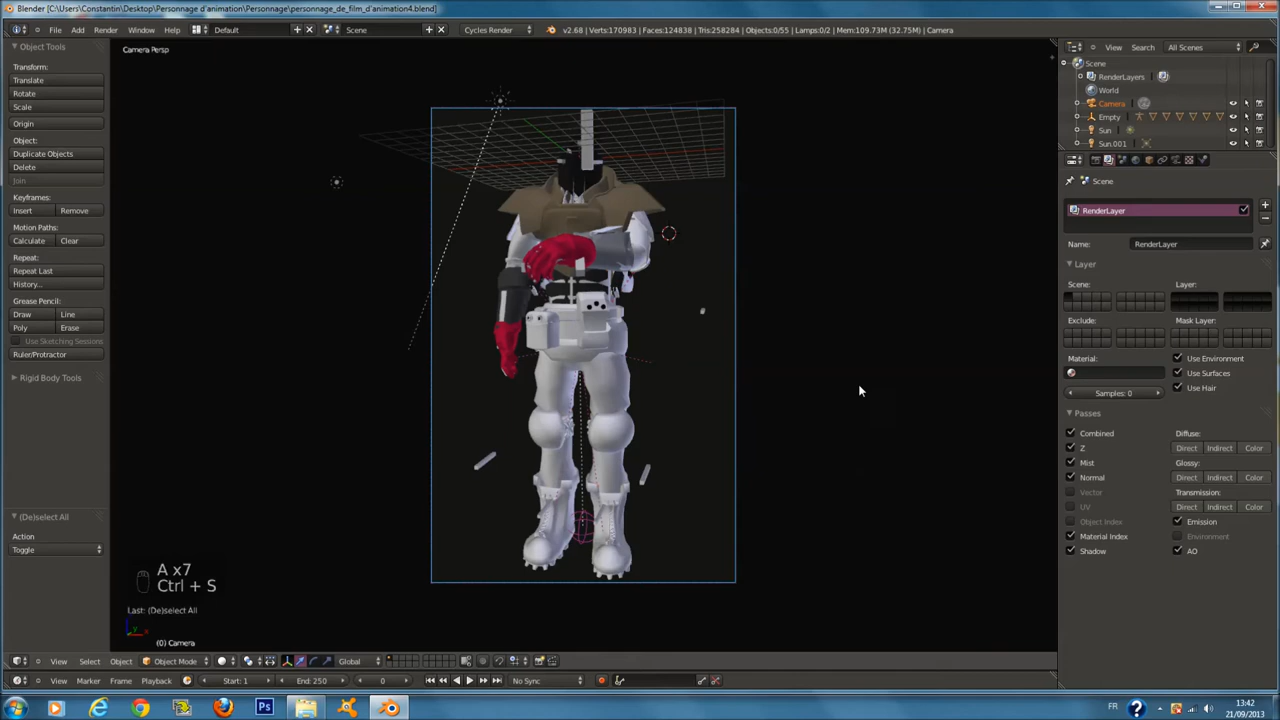 Blender [C:\Users\Constantin\Desktop\Personnage d'animation\Personnage\personnage_de_film_d'animation4.blend]
File Add Render Window Help Default Scene Cycles Render v2.68 | Verts:170983 | Faces:124838 | Tris:258284 | Objects:0/55 | Lamps:0/2 | Mem:109.73M (32.75M) | Camera
Object Tools
Transform:
Translate
Rotate
Scale
Origin
Object:
Duplicate Objects
Delete
Join
Keyframes:
Insert Remove
Motion Paths:
Calculate Clear
Repeat:
Repeat Last
History...
Grease Pencil:
Draw Line
Poly Erase
Use Sketching Sessions
Ruler/Protractor
Rigid Body Tools
(De)select All
Action
Toggle
Camera Persp
A x7
Ctrl + S
Last: (De)select All
(0) Camera
View Select Object Object Mode Global
View Marker Frame Playback Start: 1 End: 250 0 No Sync
View Search All Scenes
Scene
RenderLayers
World
Camera
Empty
Sun
Sun.001
Scene
RenderLayer
Name: RenderLayer
Layer
Scene: Layer:
Exclude: Mask Layer:
Material: Use Environment
Use Surfaces
Samples: 0 Use Hair
Passes
Combined Diffuse:
Z Direct Indirect Color
Mist Glossy:
Normal Direct Indirect Color
Vector Transmission:
UV Direct Indirect Color
Object Index Emission
Material Index Environment
Shadow AO
Ps FR 13:42
21/09/2013